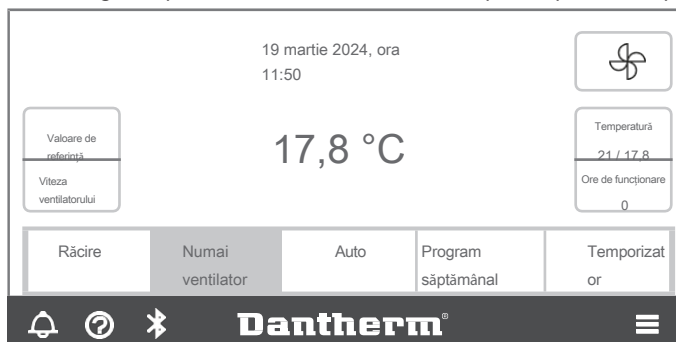 19 martie 2024, ora
11:50
Valoare de
referință
Viteza
ventilatorului
17,8 °C
Temperatură
21 / 17,8
Ore de funcționare
0
Răcire
Numai
ventilator
Auto
Program
săptămânal
Temporizat
or
Dantherm®